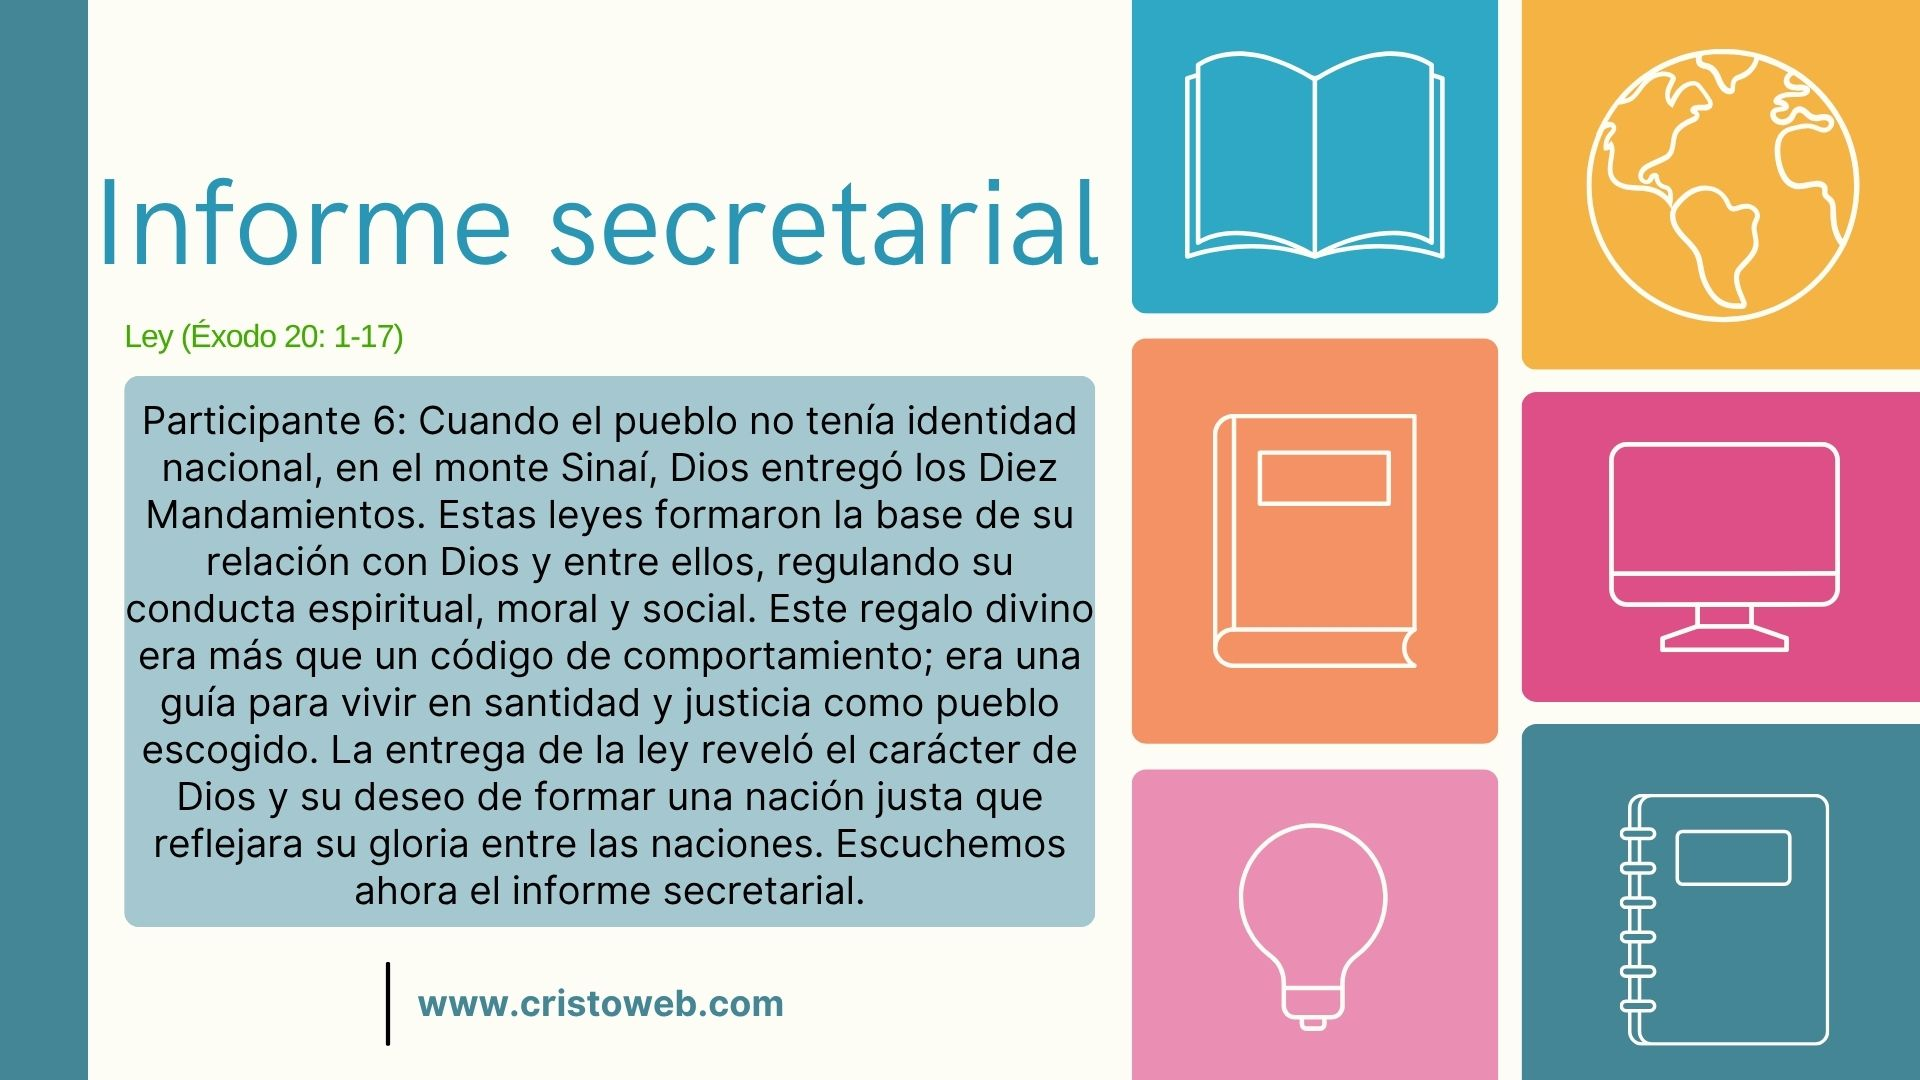 Informe secretarial
Ley (Éxodo 20: 1-17)
Participante 6: Cuando el pueblo no tenía identidad
nacional, en el monte Sinaí, Dios entregó los Diez
Mandamientos. Estas leyes formaron la base de su
relación con Dios y entre ellos, regulando su
conducta espiritual, moral y social. Este regalo divino
era más que un código de comportamiento; era una
guía para vivir en santidad y justicia como pueblo
escogido. La entrega de la ley reveló el carácter de
Dios y su deseo de formar una nación justa que
reflejara su gloria entre las naciones. Escuchemos
ahora el informe secretarial.
www.cristoweb.com